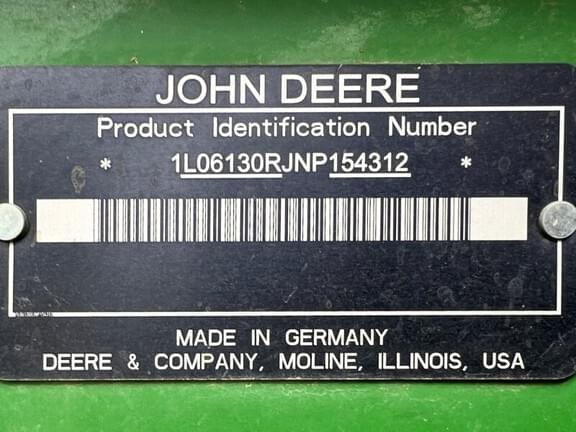 JOHN DEERE
Product Identification Number
* 1L06130RJNP154312 *
MADE IN GERMANY
DEERE & COMPANY, MOLINE, ILLINOIS, USA